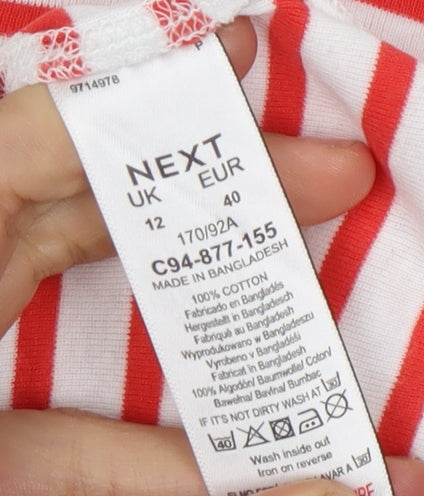 P
9714978
NEXT
UK EUR
12 40
170/92A
C94-877-155
MADE IN BANGLADESH
100% COTTON
Fabricado en Bangladés
Hergestellt in Bangladesch
Fabriqué au Bangladesh
Wyprodukowano w Bangladeszu
Vyrobeno v Bangladéši
Fabricat în Bangladesh
100% Algodón/ Baumwolle/ Coton/
Bawełna/ Bavlna/ Bumbac
IF IT'S NOT DIRTY WASH AT 30
40
Wash inside out
Iron on reverse
LAVAR A 30